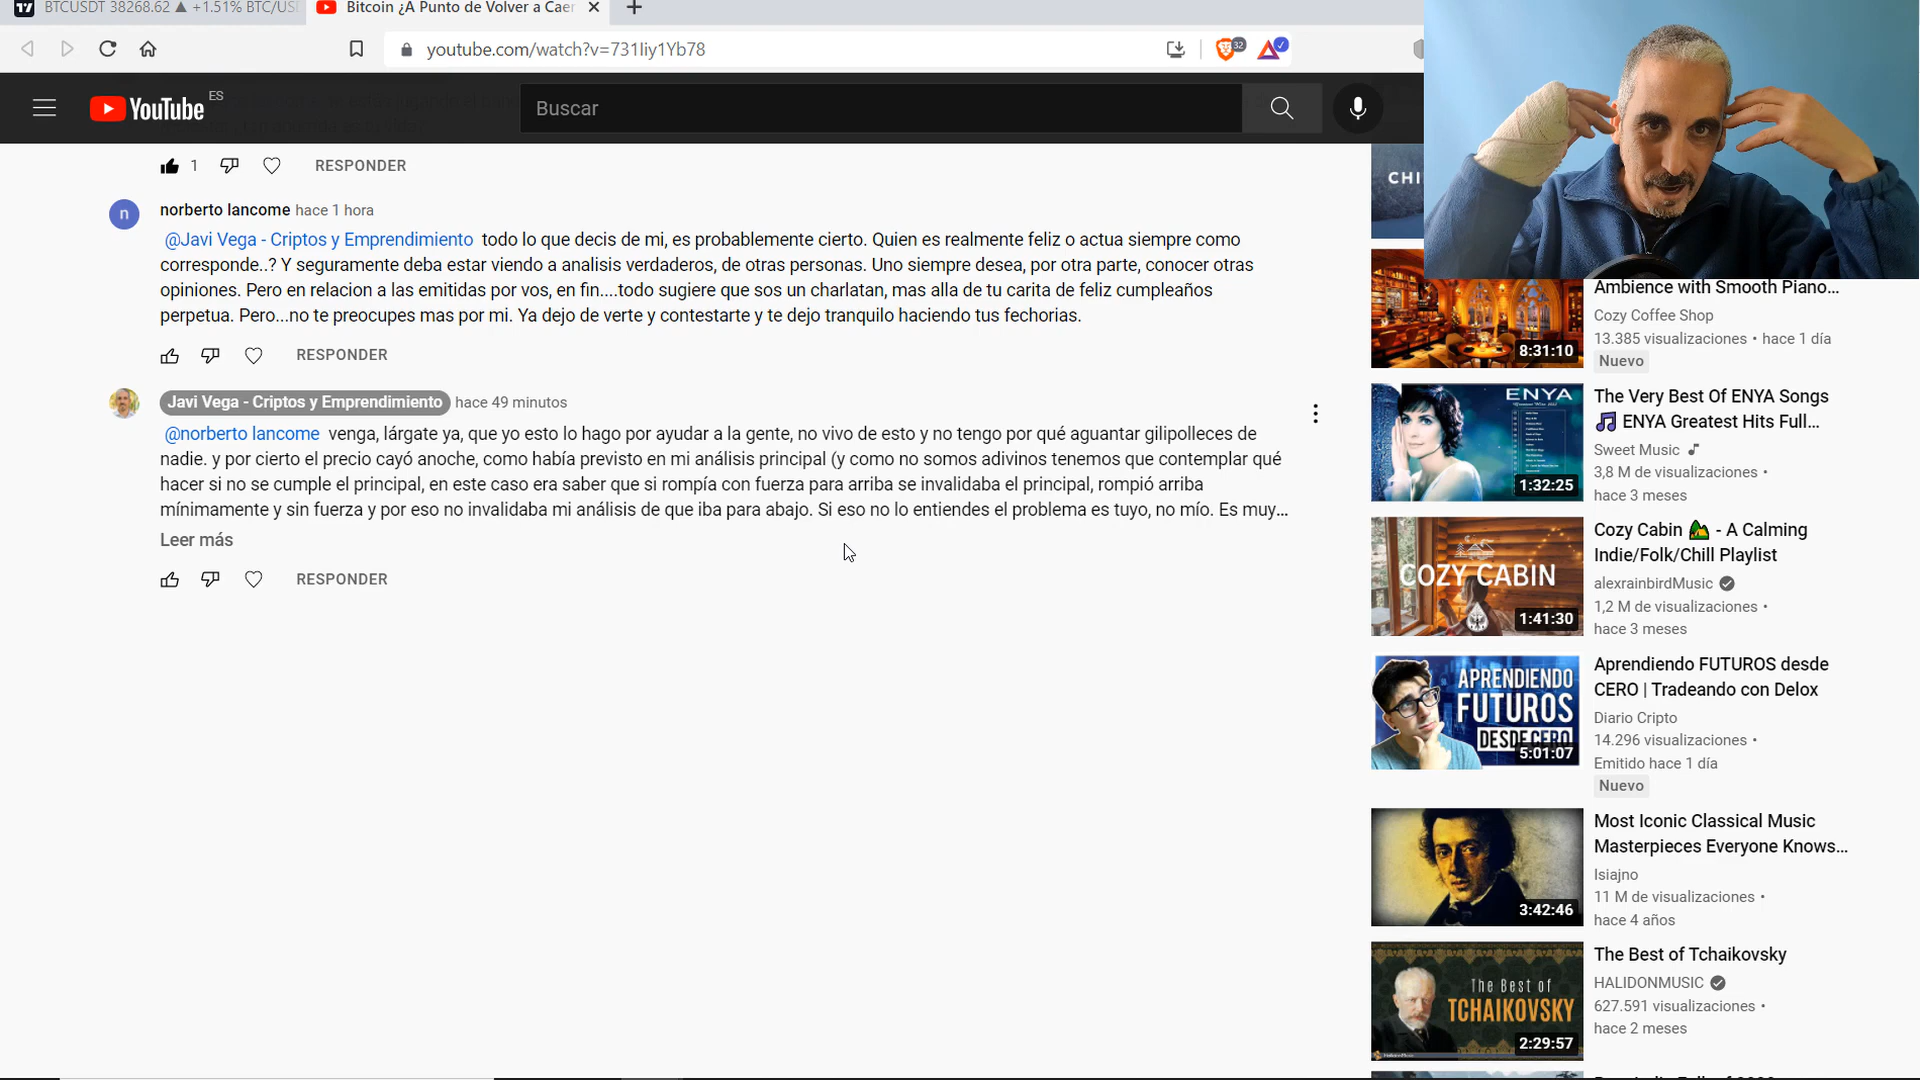 BTCUSDT 38268.62 ▲ +1.51% BTC/US
Bitcoin ¿A Punto de Volver a Caer
youtube.com/watch?v=731Iiy1Yb78
32
YouTube ES
Buscar
1 RESPONDER
n
norberto lancome hace 1 hora
@Javi Vega - Criptos y Emprendimiento todo lo que decis de mi, es probablemente cierto. Quien es realmente feliz o actua siempre como
corresponde..? Y seguramente deba estar viendo a analisis verdaderos, de otras personas. Uno siempre desea, por otra parte, conocer otras
opiniones. Pero en relacion a las emitidas por vos, en fin....todo sugiere que sos un charlatan, mas alla de tu carita de feliz cumpleaños
perpetua. Pero...no te preocupes mas por mi. Ya dejo de verte y contestarte y te dejo tranquilo haciendo tus fechorias.
RESPONDER
Javi Vega - Criptos y Emprendimiento hace 49 minutos
@norberto lancome venga, lárgate ya, que yo esto lo hago por ayudar a la gente, no vivo de esto y no tengo por qué aguantar gilipolleces de
nadie. y por cierto el precio cayó anoche, como había previsto en mi análisis principal (y como no somos adivinos tenemos que contemplar qué
hacer si no se cumple el principal, en este caso era saber que si rompía con fuerza para arriba se invalidaba el principal, rompió arriba
mínimamente y sin fuerza y por eso no invalidaba mi análisis de que iba para abajo. Si eso no lo entiendes el problema es tuyo, no mío. Es muy...
Leer más
RESPONDER
CHI
8:31:10
Ambience with Smooth Piano...
Cozy Coffee Shop
13.385 visualizaciones • hace 1 día
Nuevo
ENYA
1:32:25
The Very Best Of ENYA Songs
🎵 ENYA Greatest Hits Full...
Sweet Music
3,8 M de visualizaciones •
hace 3 meses
COZY CABIN
1:41:30
Cozy Cabin 🏕 - A Calming
Indie/Folk/Chill Playlist
alexrainbirdMusic
1,2 M de visualizaciones •
hace 3 meses
APRENDIENDO
FUTUROS
DESDE CERO
5:01:07
Aprendiendo FUTUROS desde
CERO | Tradeando con Delox
Diario Cripto
14.296 visualizaciones •
Emitido hace 1 día
Nuevo
3:42:46
Most Iconic Classical Music
Masterpieces Everyone Knows...
Isiajno
11 M de visualizaciones •
hace 4 años
The Best of
TCHAIKOVSKY
2:29:57
The Best of Tchaikovsky
HALIDONMUSIC
627.591 visualizaciones •
hace 2 meses